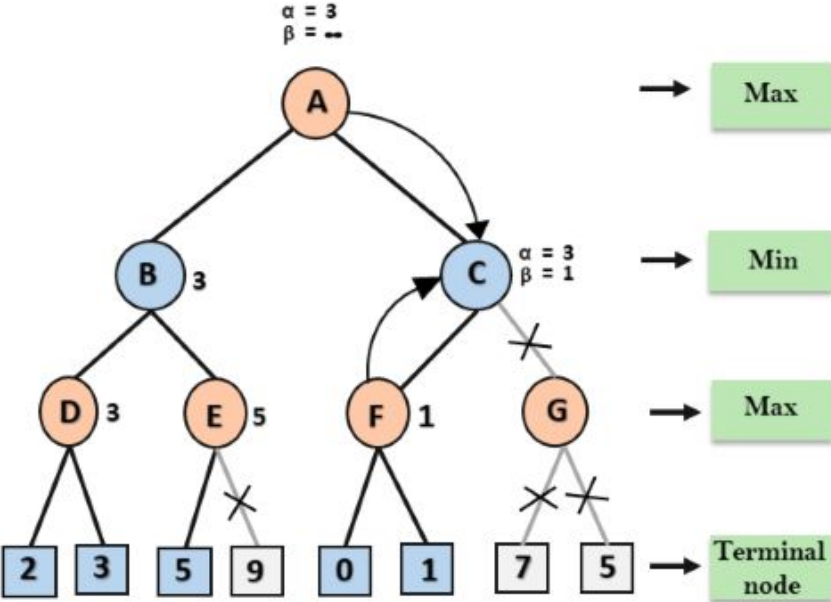 α = 3
β = ∞
A
Max
B 3
C
α = 3
β = 1
Min
D 3
E 5
F 1
G
Max
2
3
5
9
0
1
7
5
Terminal
node